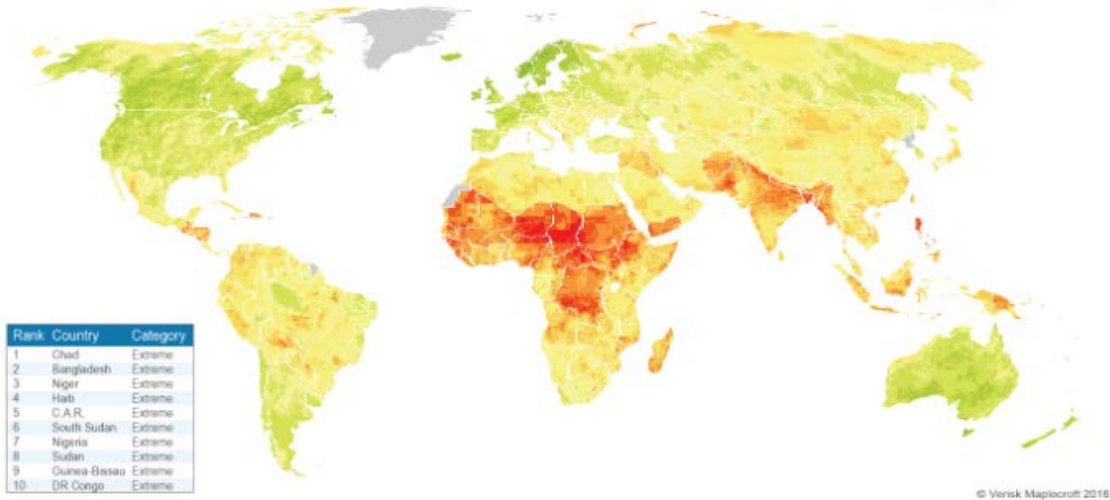 Rank Country Category
1 Chad Extreme
2 Bangladesh Extreme
3 Niger Extreme
4 Haiti Extreme
5 C.A.R. Extreme
6 South Sudan Extreme
7 Nigeria Extreme
8 Sudan Extreme
9 Guinea-Bissau Extreme
10 DR Congo Extreme
© Verisk Maplecroft 2016